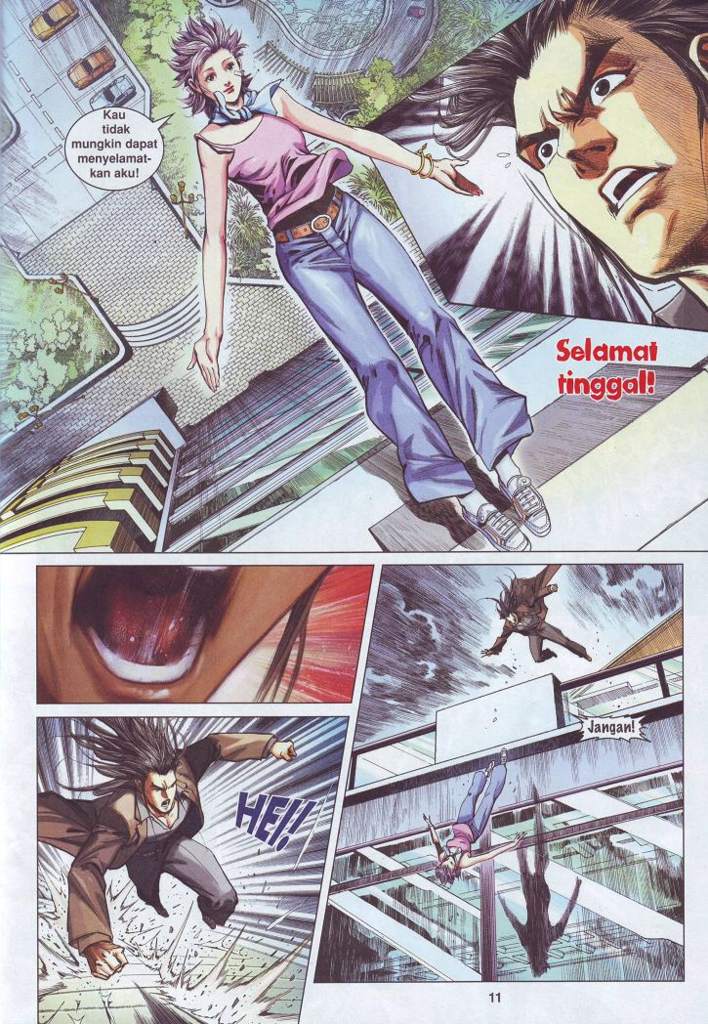 Kau
tidak
mungkin dapat
menyelamat-
kan aku!
Selamat
tinggal!
HEI!
Jangan!
11